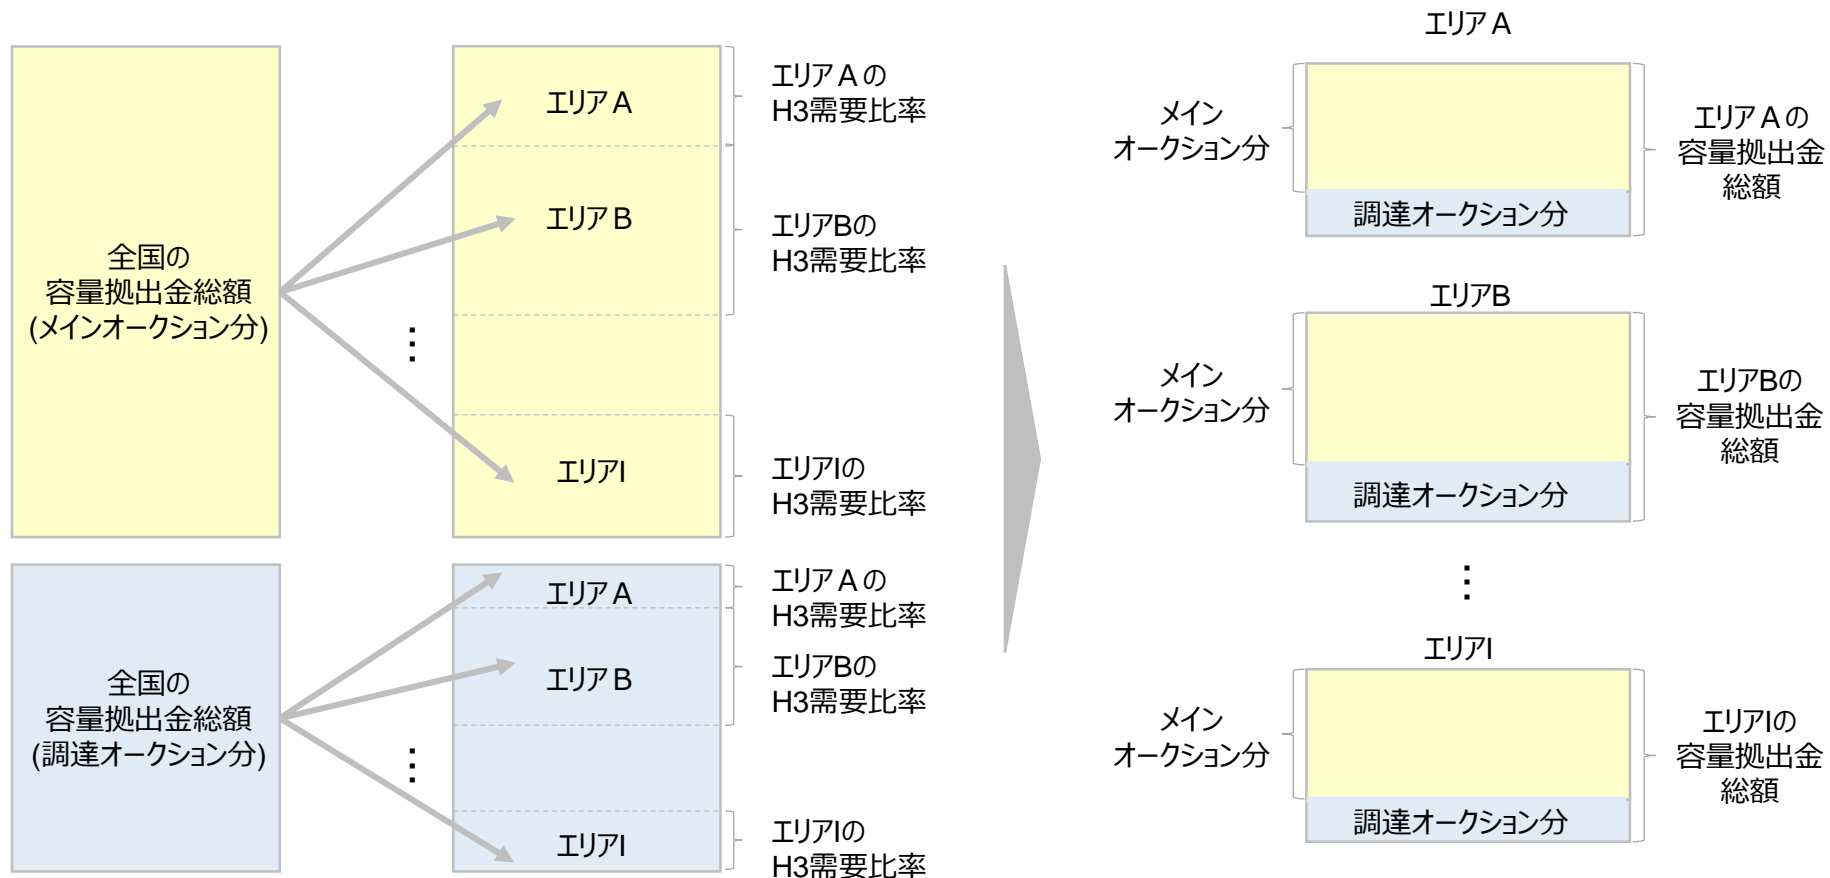 全国の
容量拠出金総額
(メインオークション分)
エリアA
エリアB
⋮
エリアI
エリアAの
H3需要比率
エリアBの
H3需要比率
エリアIの
H3需要比率
全国の
容量拠出金総額
(調達オークション分)
エリアA
エリアB
⋮
エリアI
エリアAの
H3需要比率
エリアBの
H3需要比率
エリアIの
H3需要比率
エリアA
メイン
オークション分
調達オークション分
エリアAの
容量拠出金
総額
エリアB
メイン
オークション分
調達オークション分
エリアBの
容量拠出金
総額
⋮
エリアI
メイン
オークション分
調達オークション分
エリアIの
容量拠出金
総額